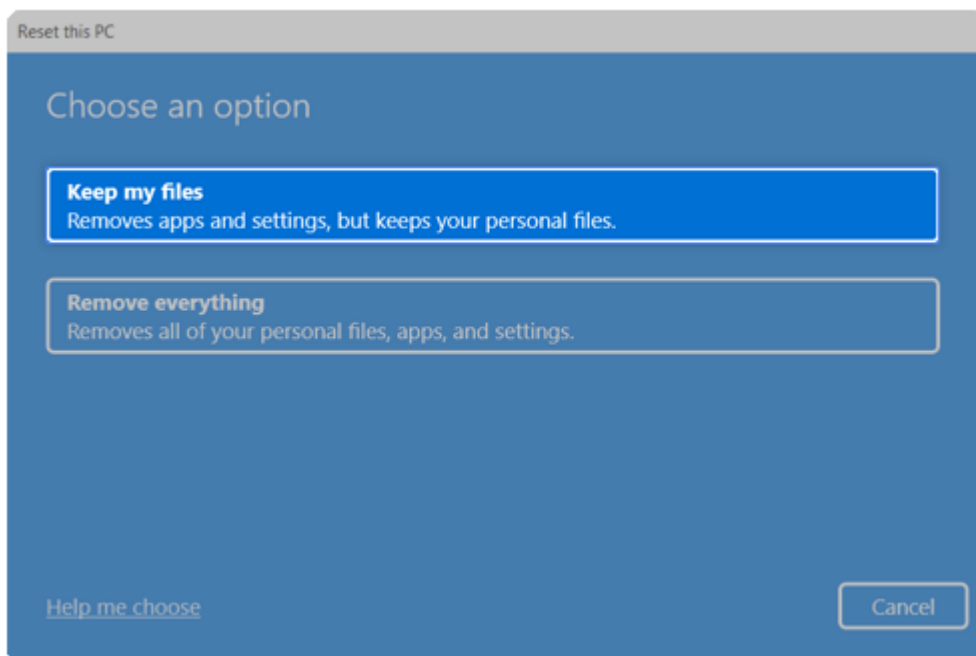 Reset this PC
Choose an option
Keep my files
Removes apps and settings, but keeps your personal files.
Remove everything
Removes all of your personal files, apps, and settings.
Help me choose
Cancel